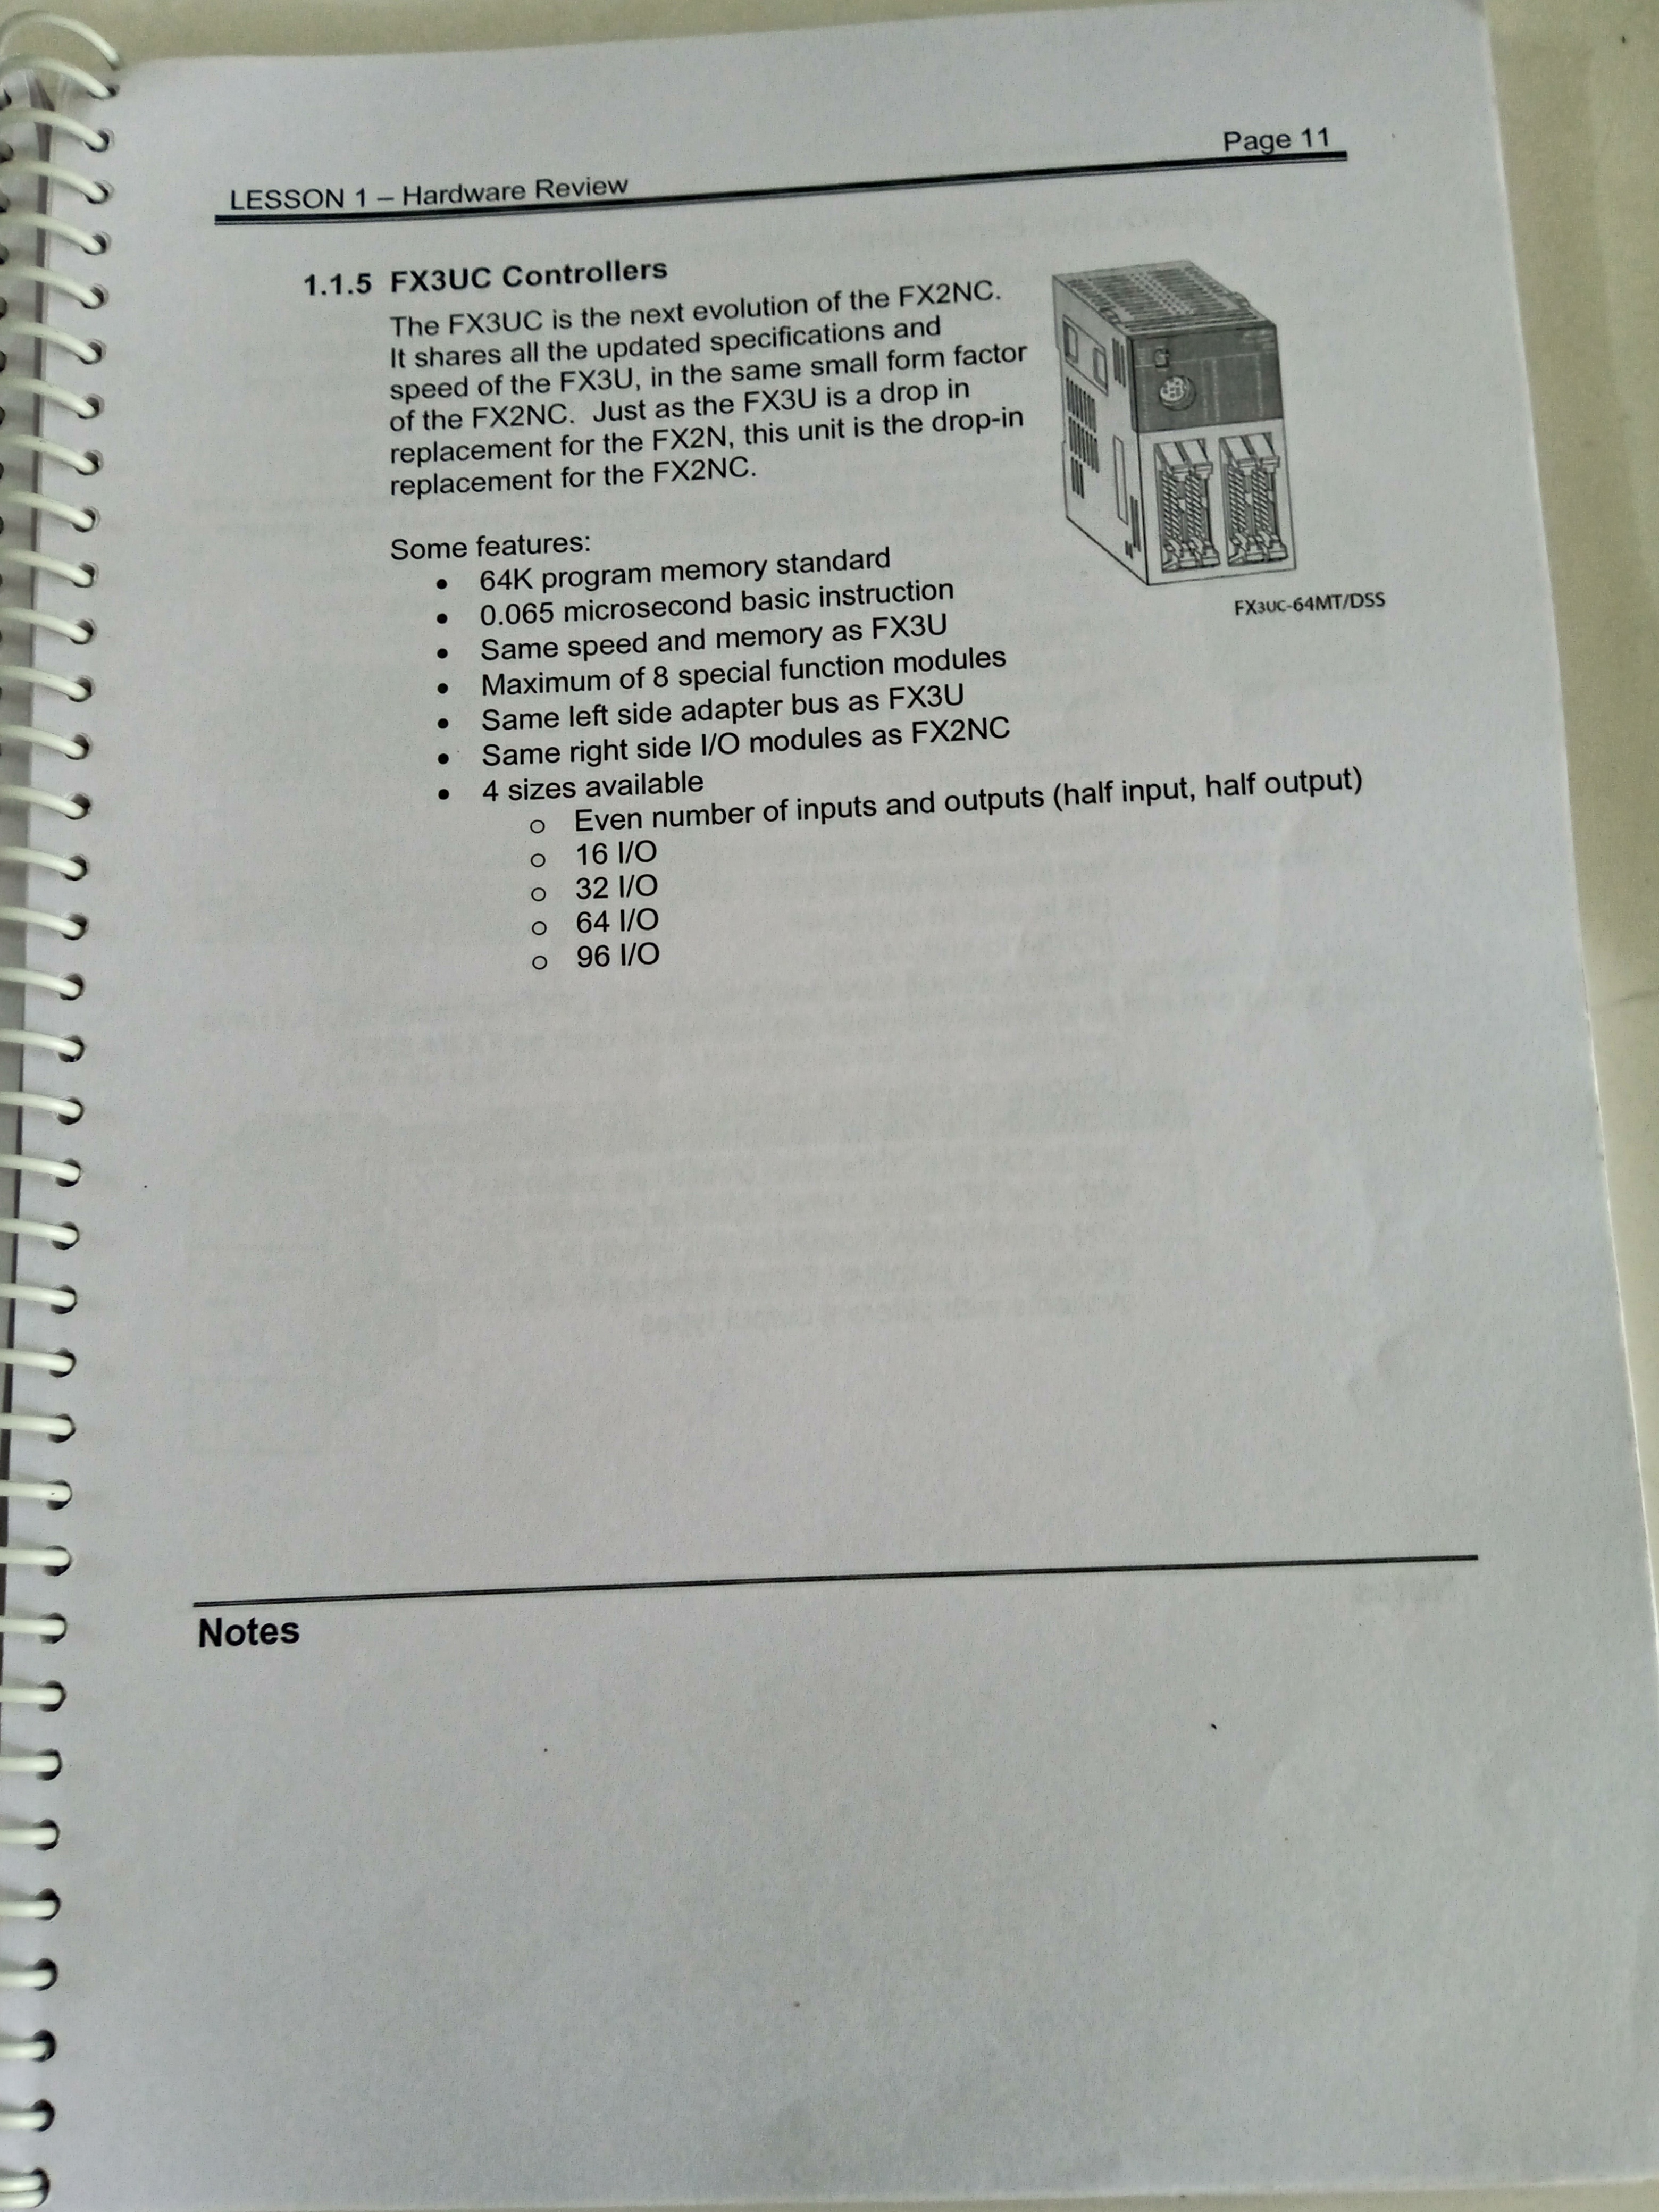 Page 11
LESSON 1 – Hardware Review
1.1.5 FX3UC Controllers
The FX3UC is the next evolution of the FX2NC.
It shares all the updated specifications and
speed of the FX3U, in the same small form factor
of the FX2NC. Just as the FX3U is a drop in
replacement for the FX2N, this unit is the drop-in
replacement for the FX2NC.
FX3UC-64MT/DSS
Some features:
• 64K program memory standard
• 0.065 microsecond basic instruction
• Same speed and memory as FX3U
• Maximum of 8 special function modules
• Same left side adapter bus as FX3U
• Same right side I/O modules as FX2NC
• 4 sizes available
o Even number of inputs and outputs (half input, half output)
o 16 I/O
o 32 I/O
o 64 I/O
o 96 I/O
Notes